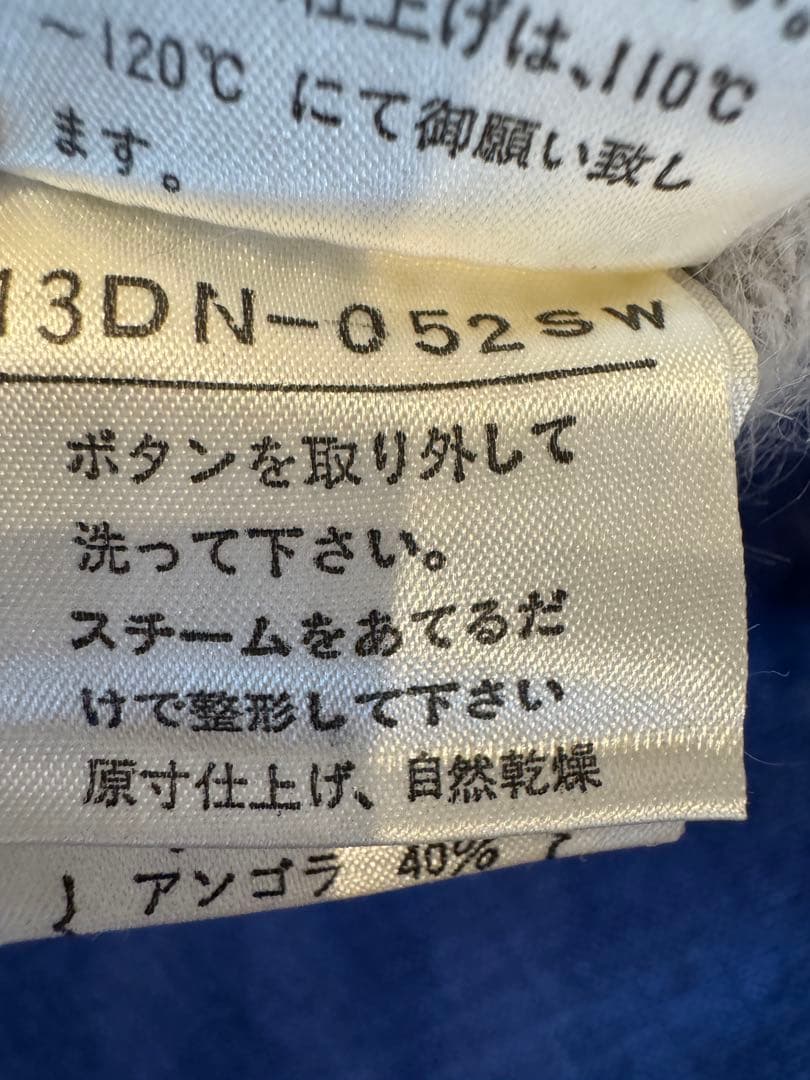 仕上げは、110℃
～120℃ にて御願い致し
ます。
13DN-052SW
ボタンを取り外して
洗って下さい。
スチームをあてるだ
けで整形して下さい
原寸仕上げ、自然乾燥
} アンゴラ 40%